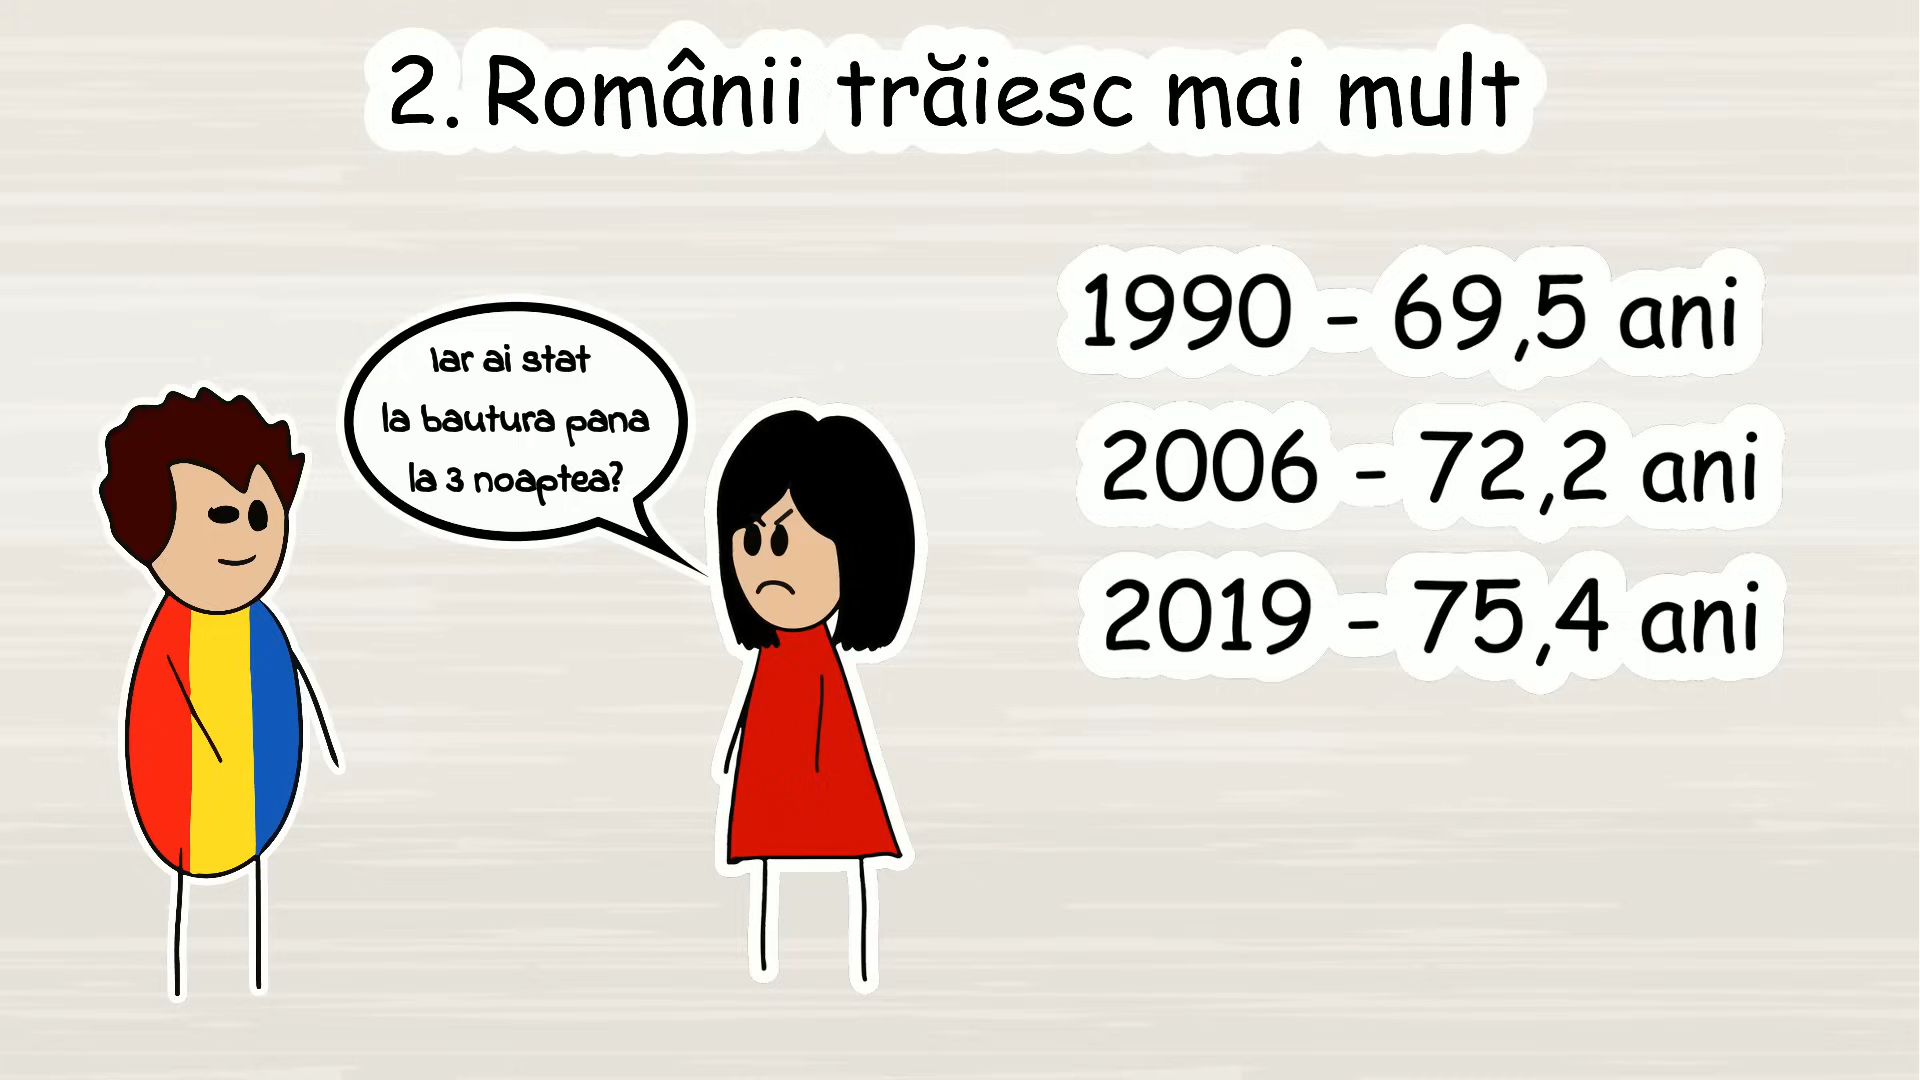 2. Românii trăiesc mai mult
Iar ai stat
la bautura pana
la 3 noaptea?
1990 - 69,5 ani
2006 - 72,2 ani
2019 - 75,4 ani